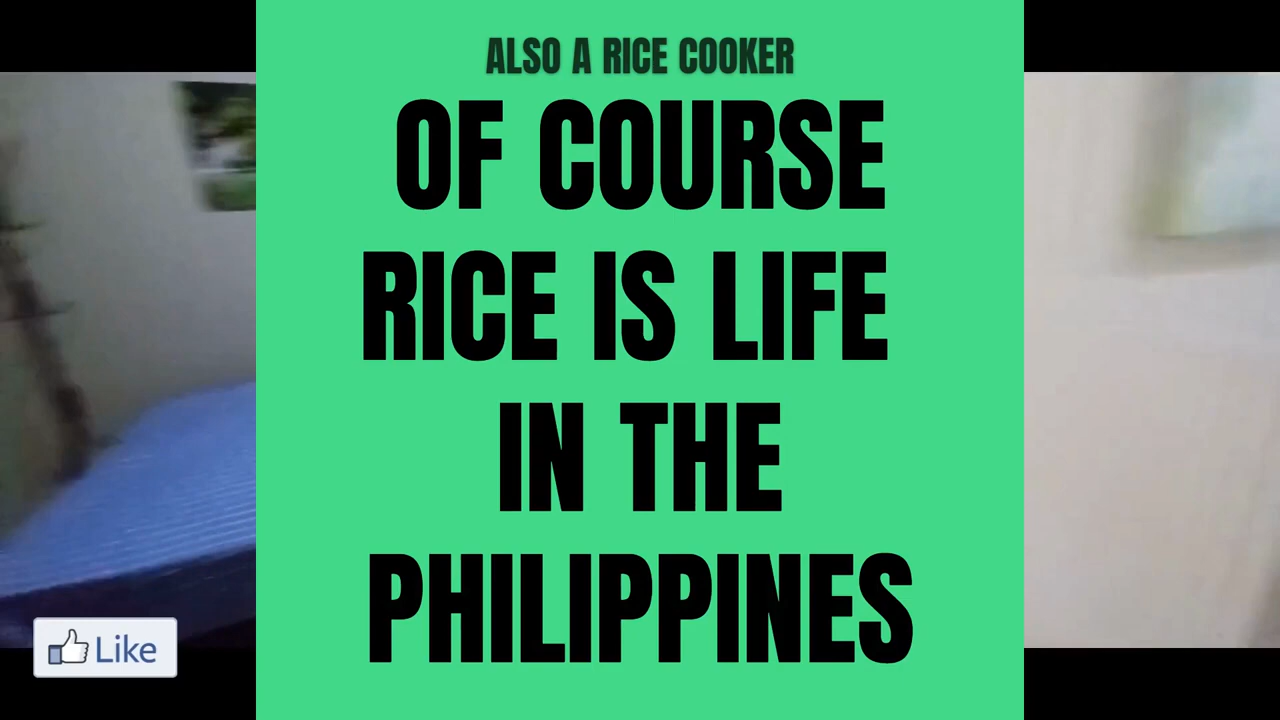 ALSO A RICE COOKER
OF COURSE
RICE IS LIFE
IN THE
PHILIPPINES
Like